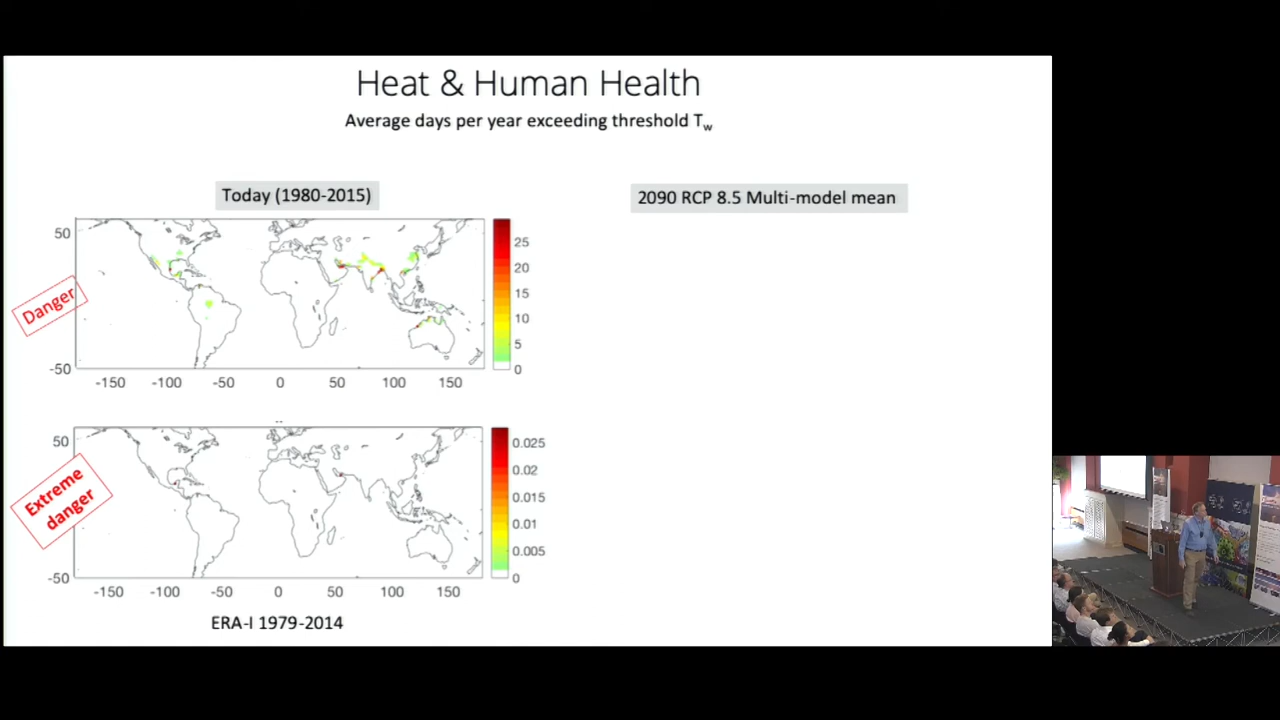 Heat & Human Health
Average days per year exceeding threshold Tw
Today (1980-2015)
2090 RCP 8.5 Multi-model mean
Danger
50
-50
-150 -100 -50 0 50 100 150
25
20
15
10
5
0
Extreme
danger
50
-50
-150 -100 -50 0 50 100 150
0.025
0.02
0.015
0.01
0.005
0
ERA-I 1979-2014